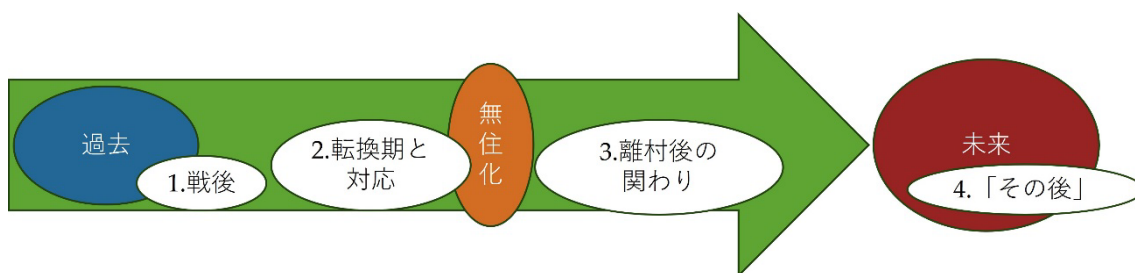 過去
1.戦後
2.転換期と
対応
無住化
3.離村後の
関わり
未来
4.「その後」